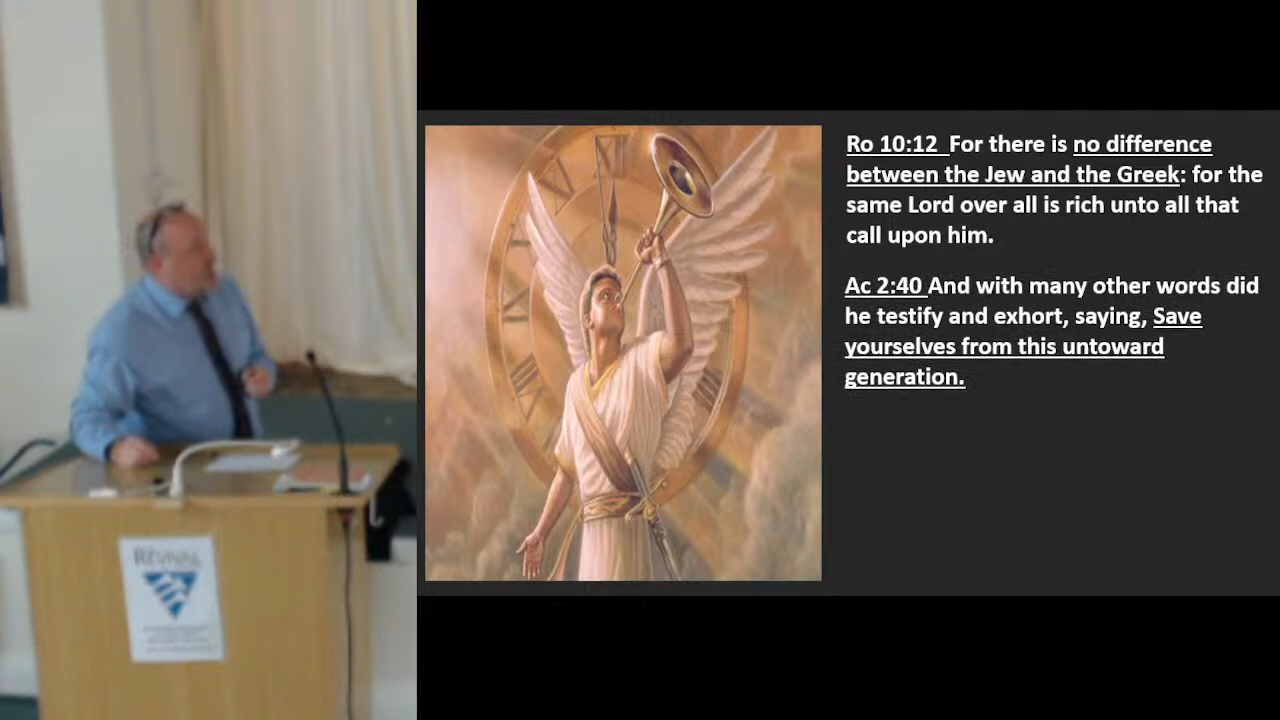 Ro 10:12 For there is no difference
between the Jew and the Greek: for the
same Lord over all is rich unto all that
call upon him.
Ac 2:40 And with many other words did
he testify and exhort, saying, Save
yourselves from this untoward
generation.
REVIVAL